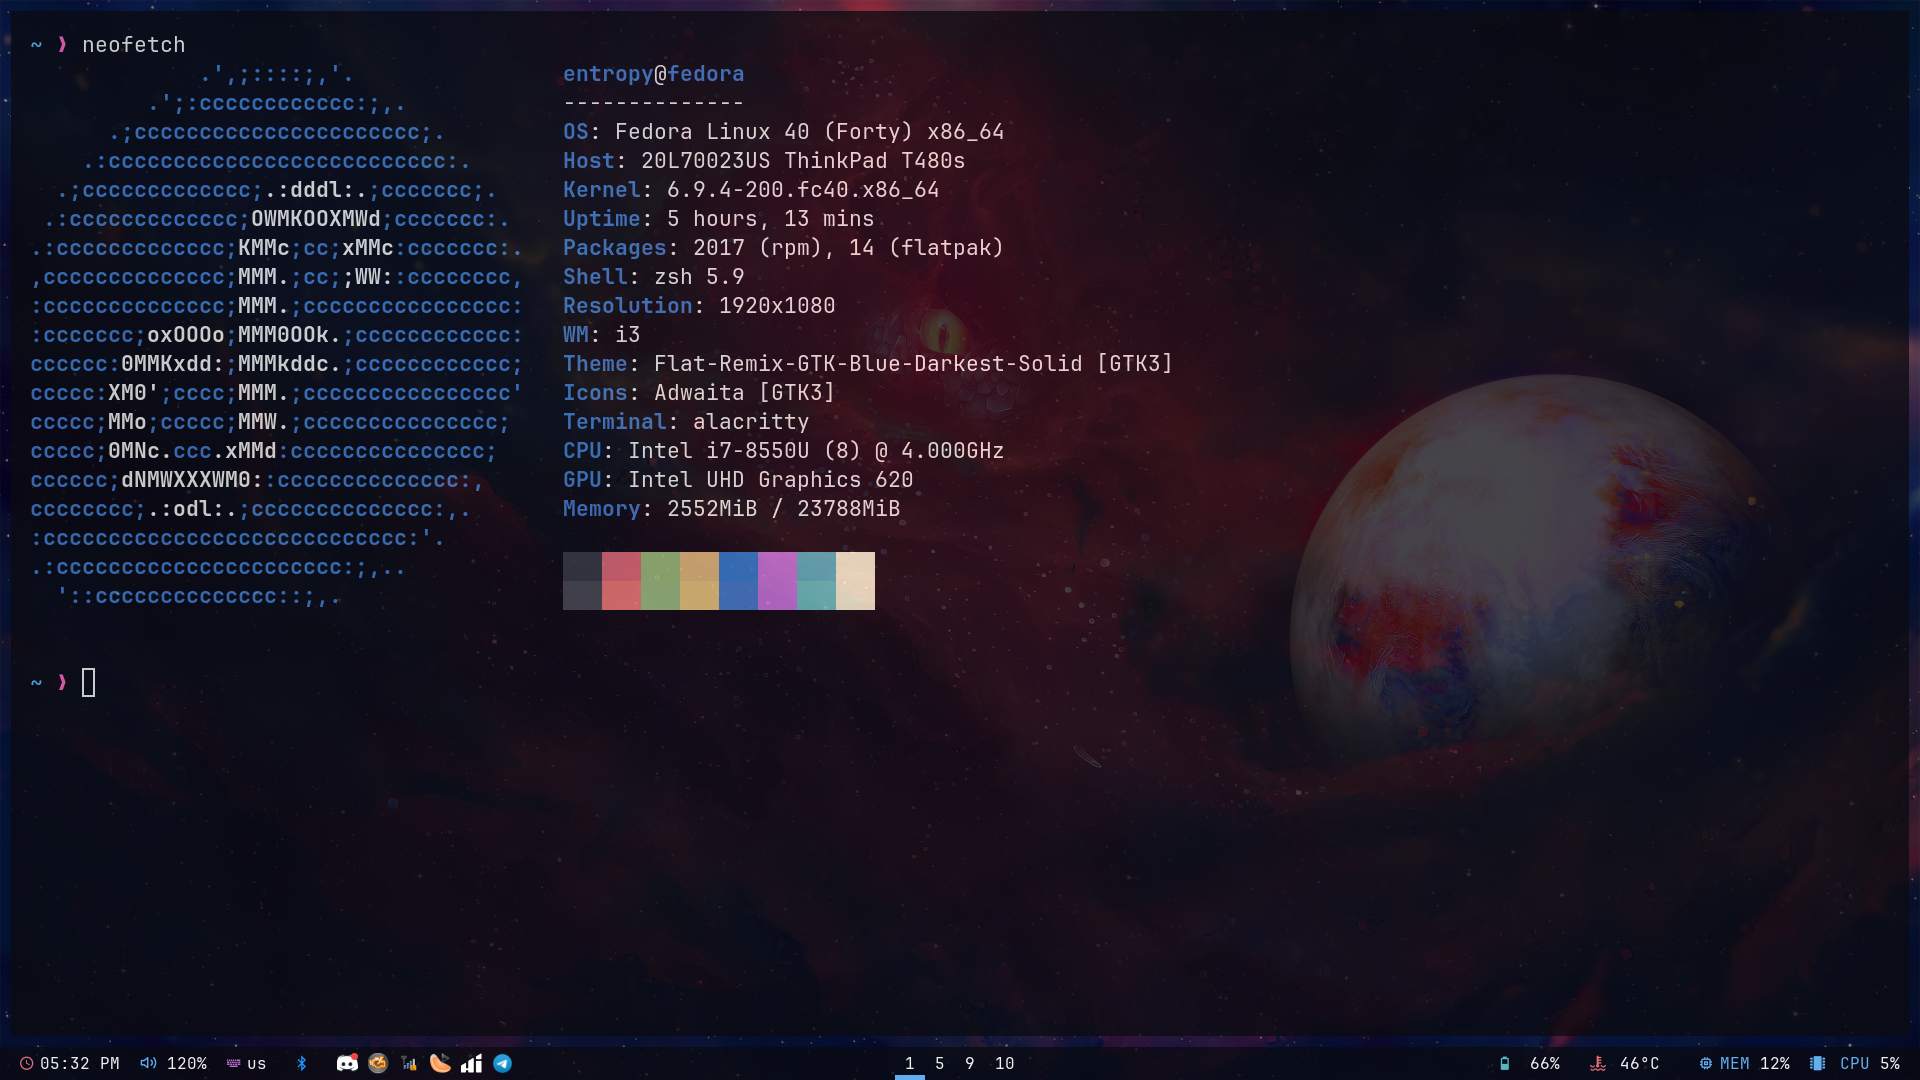 ~ ❫ neofetch
.',;::::;,'.
.';:cccccccccccc:;,.
.;cccccccccccccccccccccc;.
.:cccccccccccccccccccccccccc:.
.;ccccccccccccc;.:dddl:.;ccccccc;.
.:ccccccccccccc;OWMKOOXMWd;ccccccc:.
.:ccccccccccccc;KMMc;cc;xMMc:ccccccc:.
,cccccccccccccc;MMM.;cc;;WW::cccccccc,
:cccccccccccccc;MMM.;cccccccccccccccc:
:ccccccc;oxOOOo;MMM0OOk.;cccccccccccc:
cccccc:0MMKxdd:;MMMkddc.;cccccccccccc;
ccccc:XM0';cccc;MMM.;cccccccccccccccc'
ccccc;MMo;ccccc;MMW.;ccccccccccccccc;
ccccc;0MNc.ccc.xMMd:ccccccccccccccc;
cccccc;dNMWXXXWM0::cccccccccccccc:,
cccccccc;.:odl:.;cccccccccccccc:,.
:cccccccccccccccccccccccccccc:'.
.:cccccccccccccccccccccc:;,..
'::cccccccccccccc::;,.
entropy@fedora
--------------
OS: Fedora Linux 40 (Forty) x86_64
Host: 20L70023US ThinkPad T480s
Kernel: 6.9.4-200.fc40.x86_64
Uptime: 5 hours, 13 mins
Packages: 2017 (rpm), 14 (flatpak)
Shell: zsh 5.9
Resolution: 1920x1080
WM: i3
Theme: Flat-Remix-GTK-Blue-Darkest-Solid [GTK3]
Icons: Adwaita [GTK3]
Terminal: alacritty
CPU: Intel i7-8550U (8) @ 4.000GHz
GPU: Intel UHD Graphics 620
Memory: 2552MiB / 23788MiB
~ ❫
05:32 PM 120% us 1 5 9 10 66% 46°C MEM 12% CPU 5%